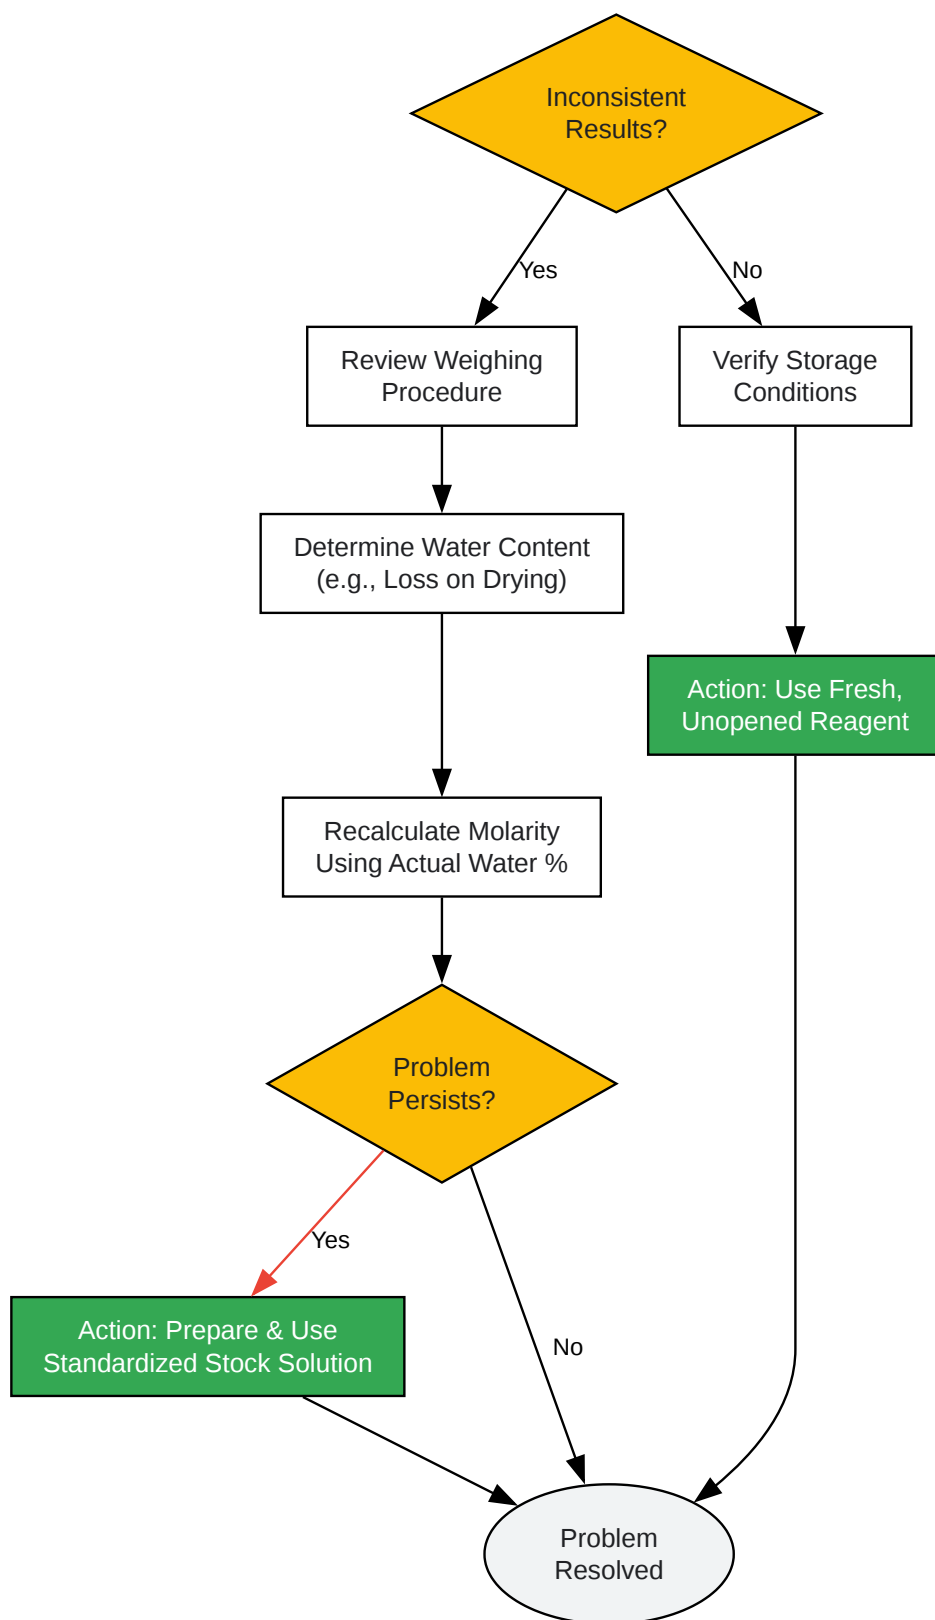 Inconsistent
Results?
Yes
No
Review Weighing
Procedure
Verify Storage
Conditions
Determine Water Content
(e.g., Loss on Drying)
Action: Use Fresh,
Unopened Reagent
Recalculate Molarity
Using Actual Water %
Problem
Persists?
Yes
No
Action: Prepare & Use
Standardized Stock Solution
Problem
Resolved